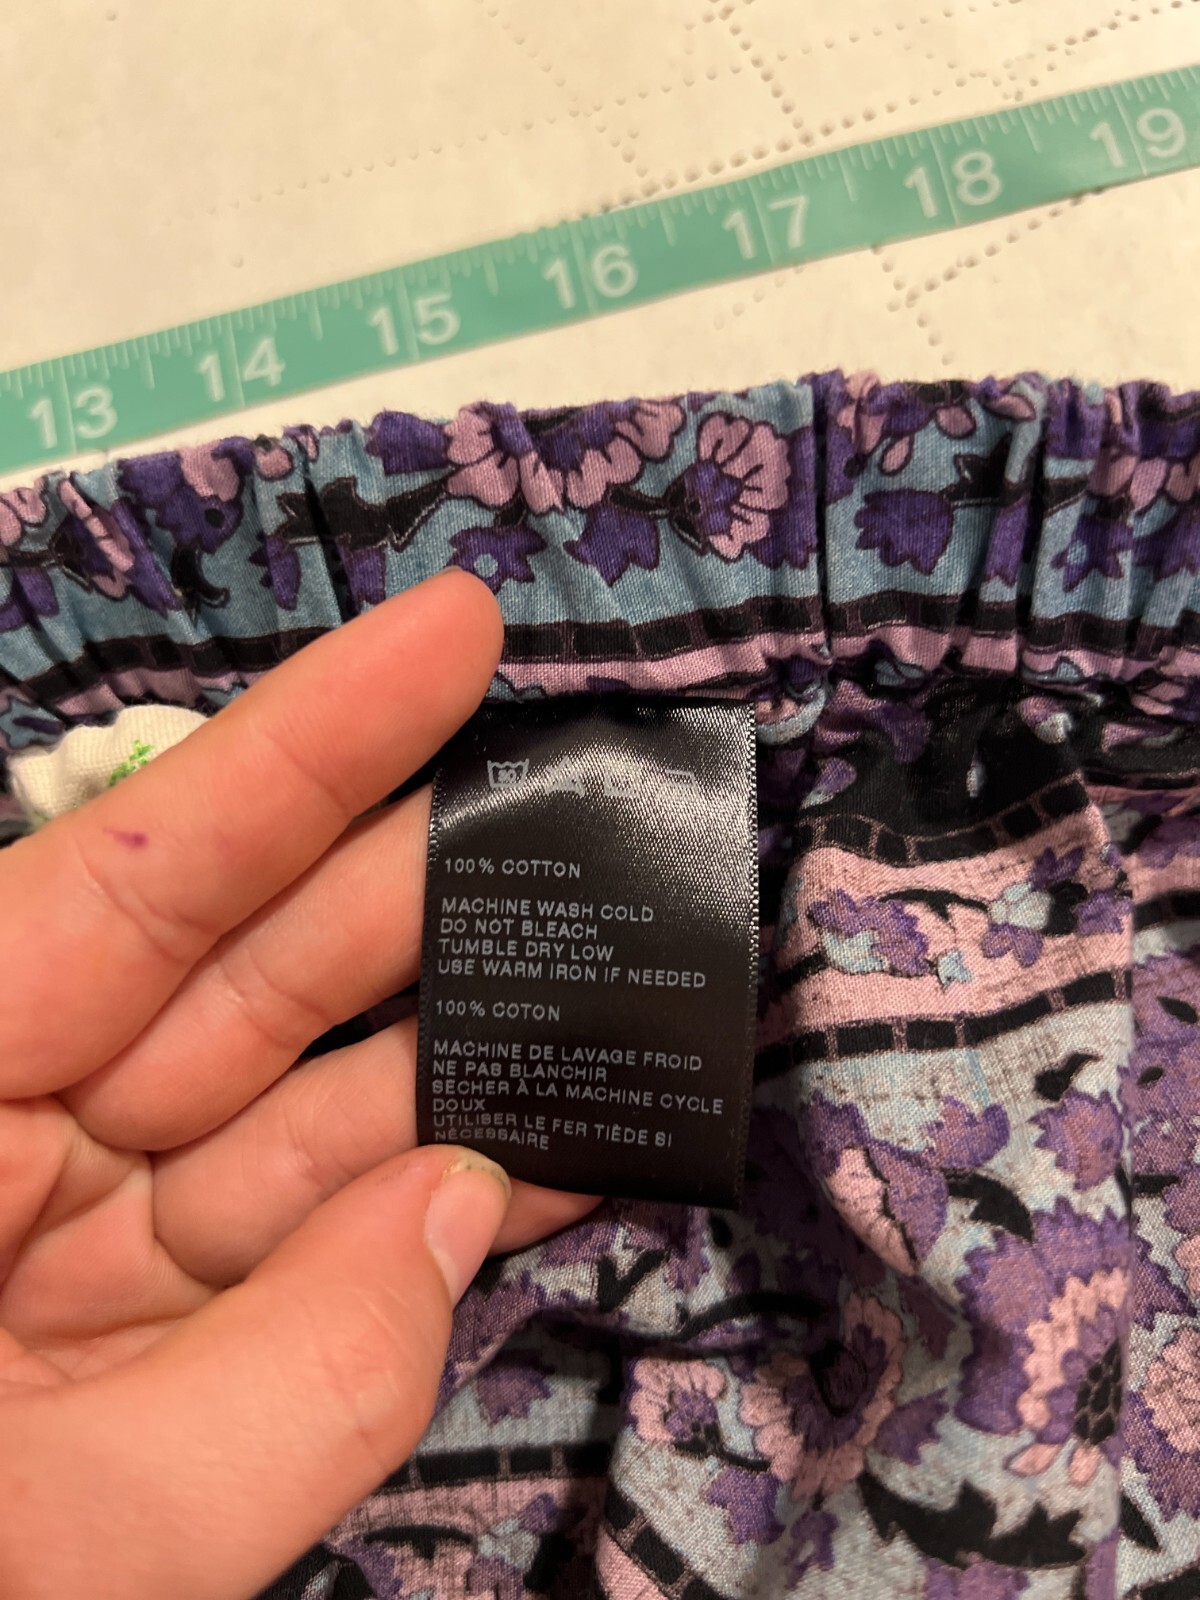 13 14 15 16 17 18 19
30
100% COTTON
MACHINE WASH COLD
DO NOT BLEACH
TUMBLE DRY LOW
USE WARM IRON IF NEEDED
100% COTON
MACHINE DE LAVAGE FROID
NE PAS BLANCHIR
SÉCHER À LA MACHINE CYCLE
DOUX
UTILISER LE FER TIÈDE SI
NÉCESSAIRE